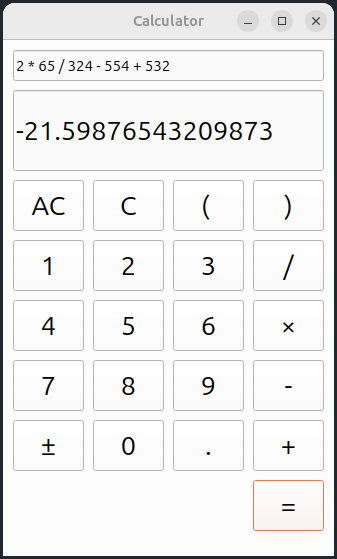 Calculator
2 * 65 / 324 - 554 + 532
-21.59876543209873
AC C ( )
1 2 3 /
4 5 6 ×
7 8 9 -
± 0 . +
=